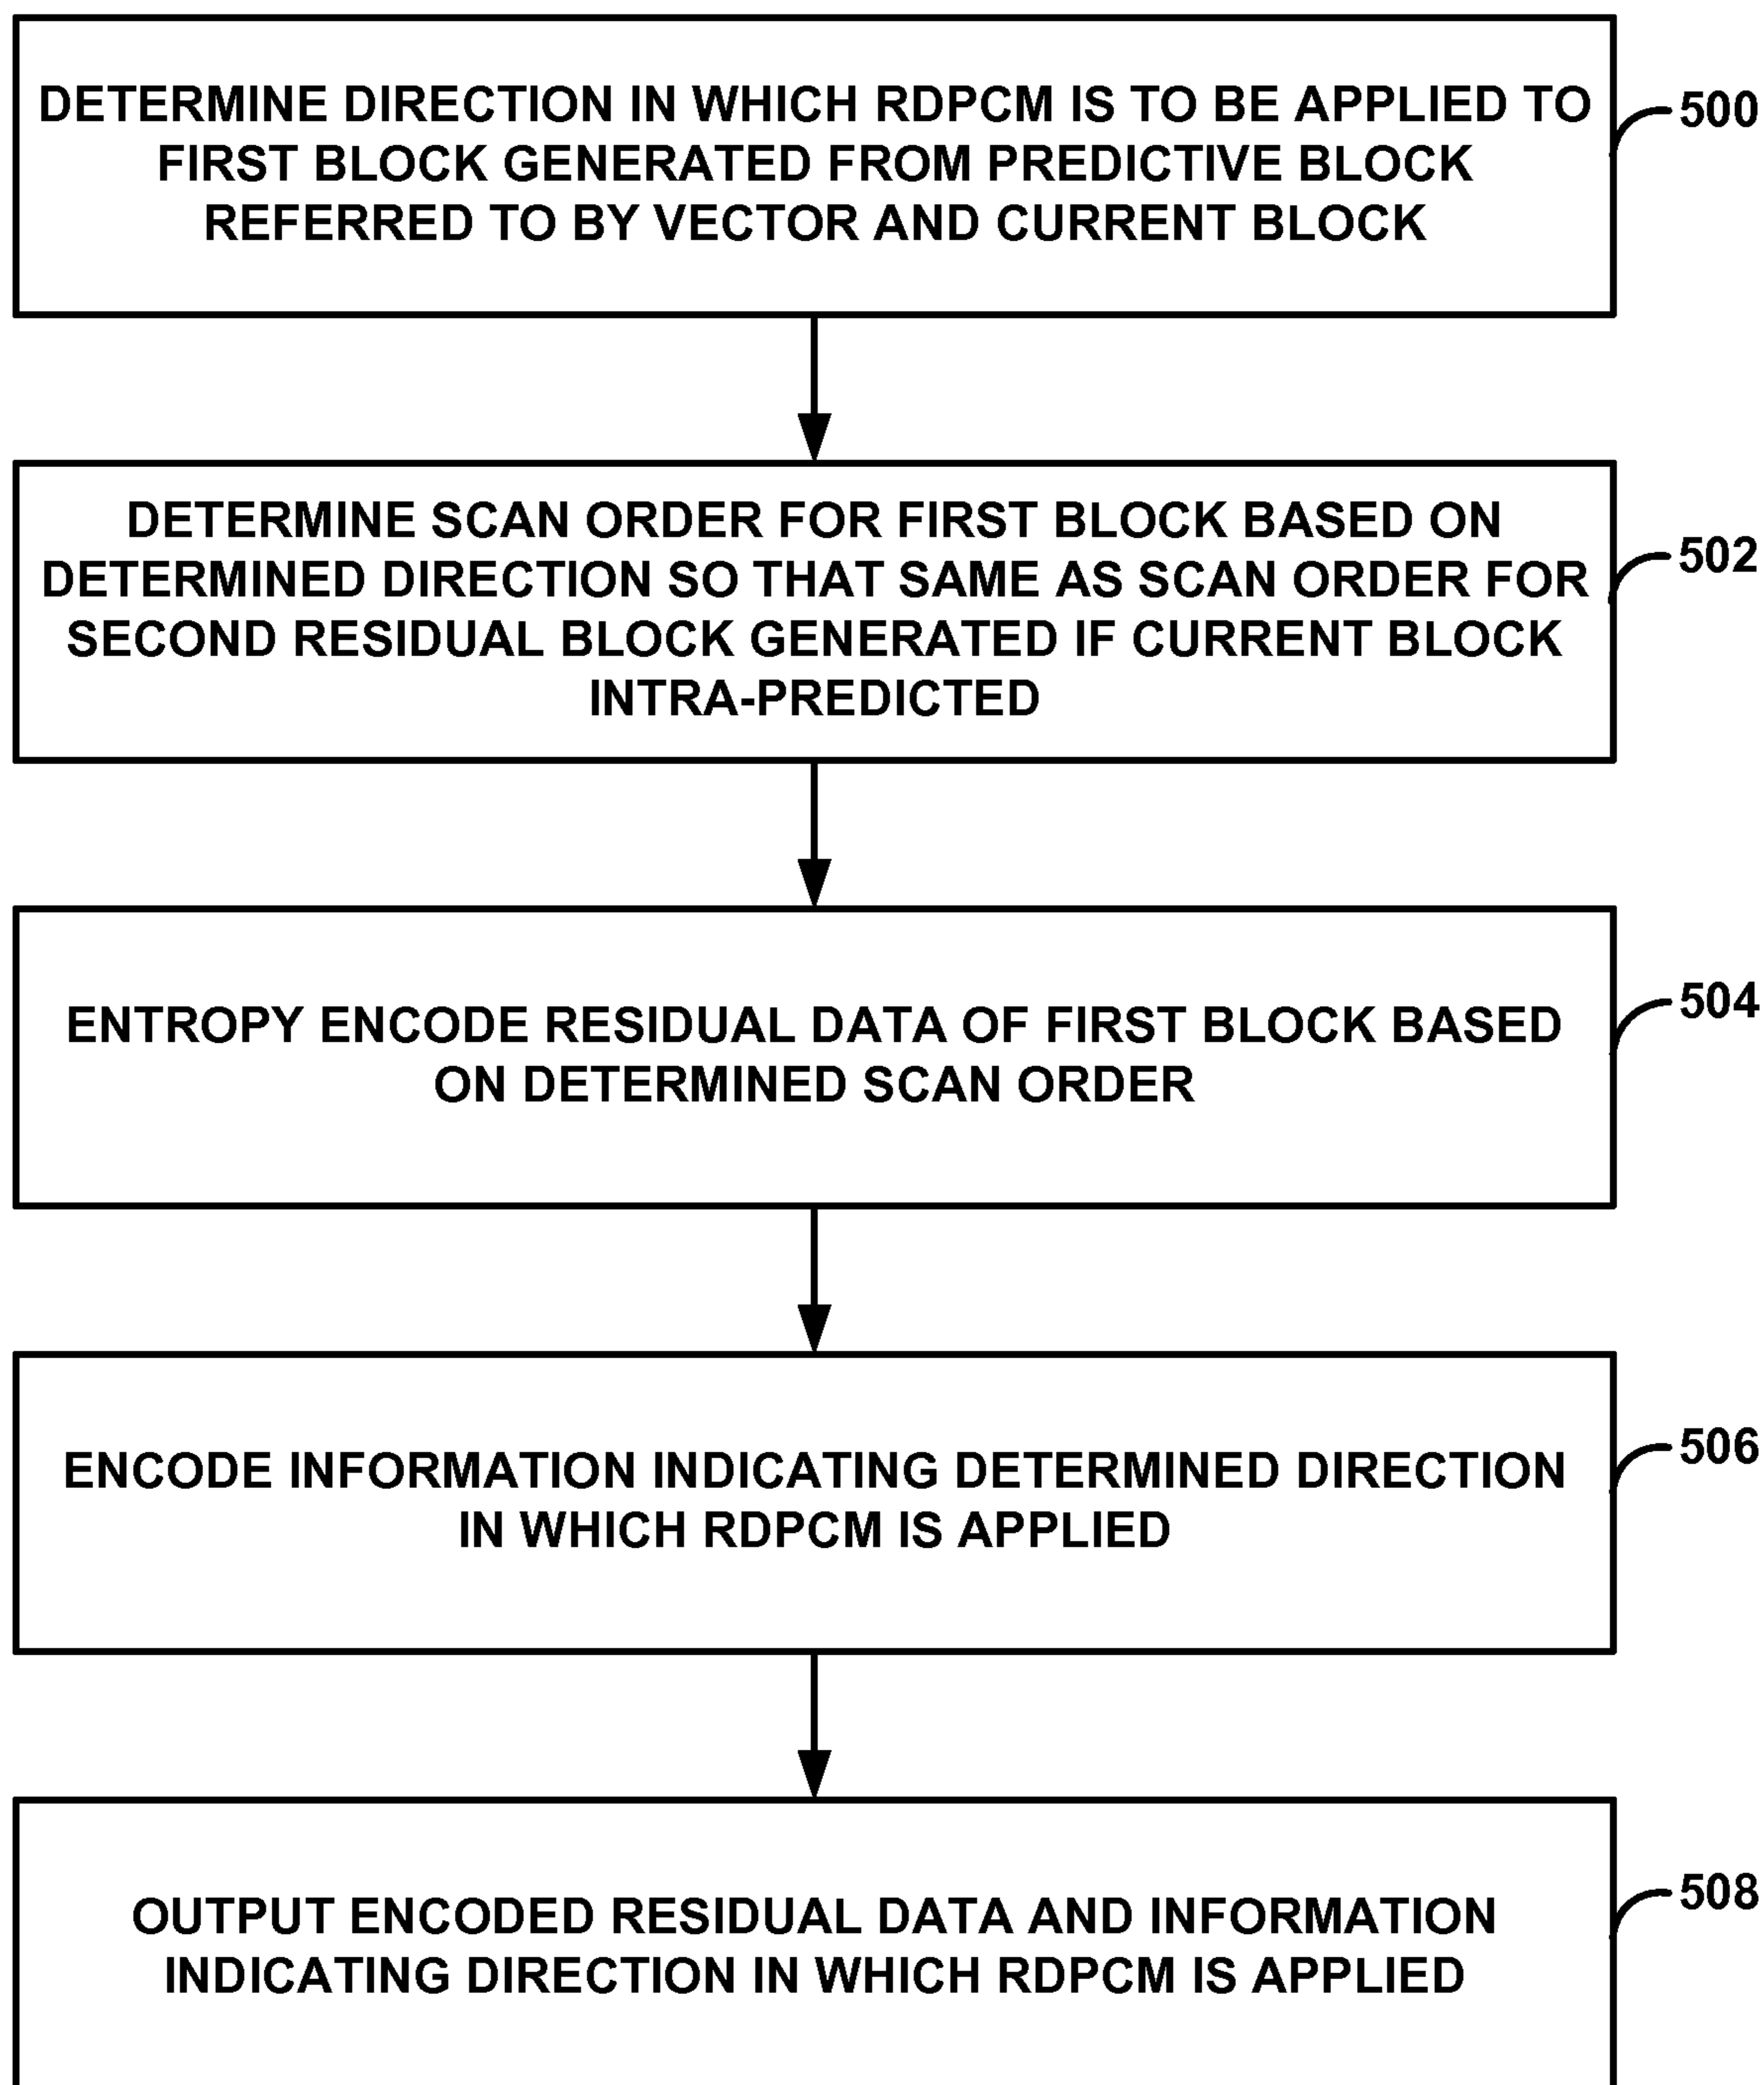 DETERMINE DIRECTION IN WHICH RDPCM IS TO BE APPLIED TO
FIRST BLOCK GENERATED FROM PREDICTIVE BLOCK
REFERRED TO BY VECTOR AND CURRENT BLOCK
500
DETERMINE SCAN ORDER FOR FIRST BLOCK BASED ON
DETERMINED DIRECTION SO THAT SAME AS SCAN ORDER FOR
SECOND RESIDUAL BLOCK GENERATED IF CURRENT BLOCK
INTRA-PREDICTED
502
ENTROPY ENCODE RESIDUAL DATA OF FIRST BLOCK BASED
ON DETERMINED SCAN ORDER
504
ENCODE INFORMATION INDICATING DETERMINED DIRECTION
IN WHICH RDPCM IS APPLIED
506
OUTPUT ENCODED RESIDUAL DATA AND INFORMATION
INDICATING DIRECTION IN WHICH RDPCM IS APPLIED
508